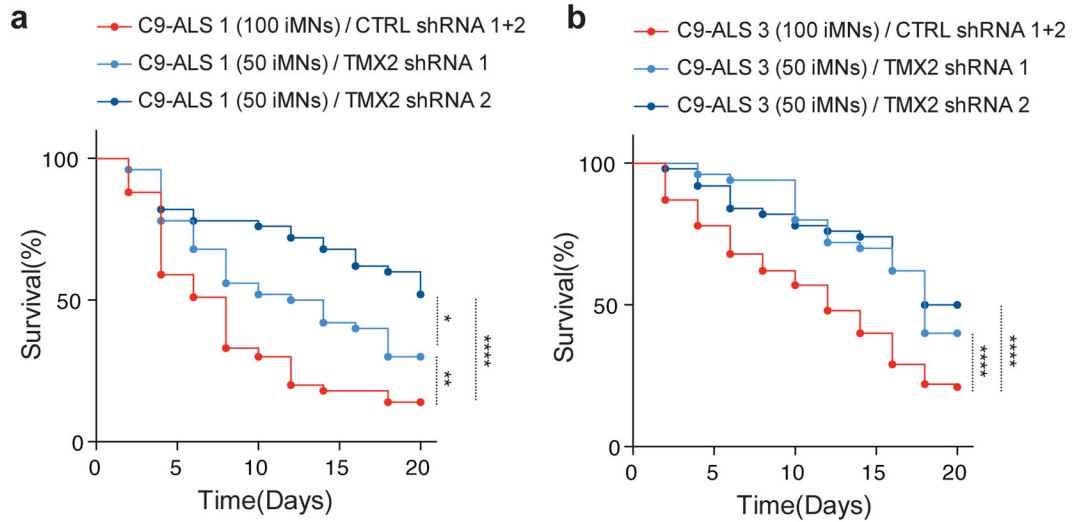 a
C9-ALS 1 (100 iMNs) / CTRL shRNA 1+2
C9-ALS 1 (50 iMNs) / TMX2 shRNA 1
C9-ALS 1 (50 iMNs) / TMX2 shRNA 2
100
50
0
Survival(%)
*
**
****
0 5 10 15 20
Time(Days)
b
C9-ALS 3 (100 iMNs) / CTRL shRNA 1+2
C9-ALS 3 (50 iMNs) / TMX2 shRNA 1
C9-ALS 3 (50 iMNs) / TMX2 shRNA 2
100
50
0
Survival(%)
****
****
0 5 10 15 20
Time(Days)